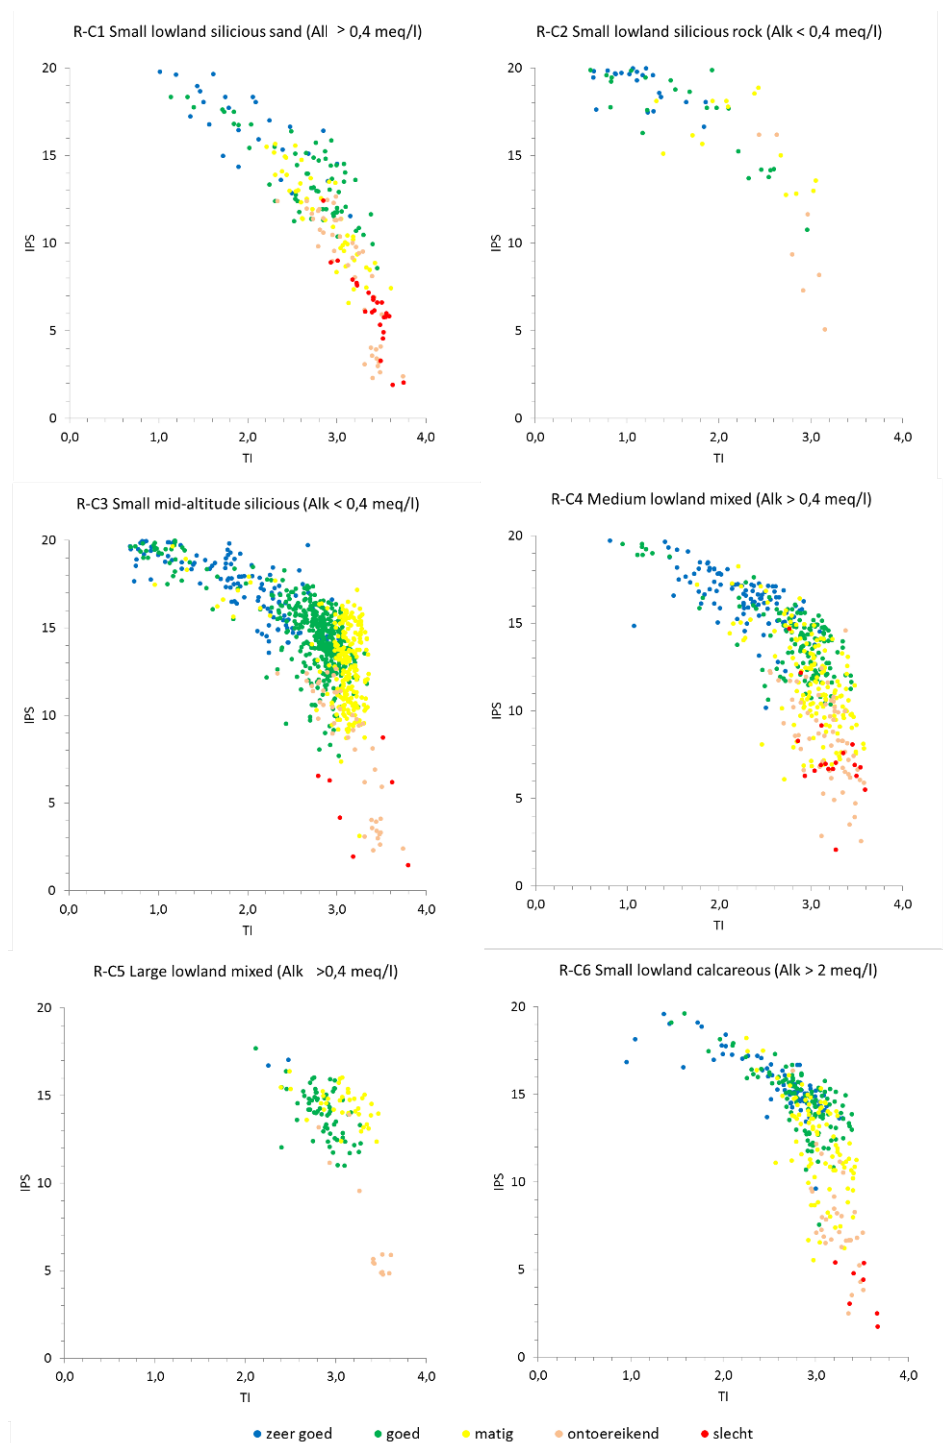 R-C1 Small lowland silicious sand (Alk > 0,4 meq/l)
R-C2 Small lowland silicious rock (Alk < 0,4 meq/l)
20
15
10
5
0
IPS
0,0 1,0 2,0 3,0 4,0
TI
20
15
10
5
0
IPS
0,0 1,0 2,0 3,0 4,0
TI
R-C3 Small mid-altitude silicious (Alk < 0,4 meq/l)
R-C4 Medium lowland mixed (Alk > 0,4 meq/l)
20
15
10
5
0
IPS
0,0 1,0 2,0 3,0 4,0
TI
20
15
10
5
0
IPS
0,0 1,0 2,0 3,0 4,0
TI
R-C5 Large lowland mixed (Alk >0,4 meq/l)
R-C6 Small lowland calcareous (Alk > 2 meq/l)
20
15
10
5
0
IPS
0,0 1,0 2,0 3,0 4,0
TI
20
15
10
5
0
IPS
0,0 1,0 2,0 3,0 4,0
TI
zeer goed goed matig ontoereikend slecht